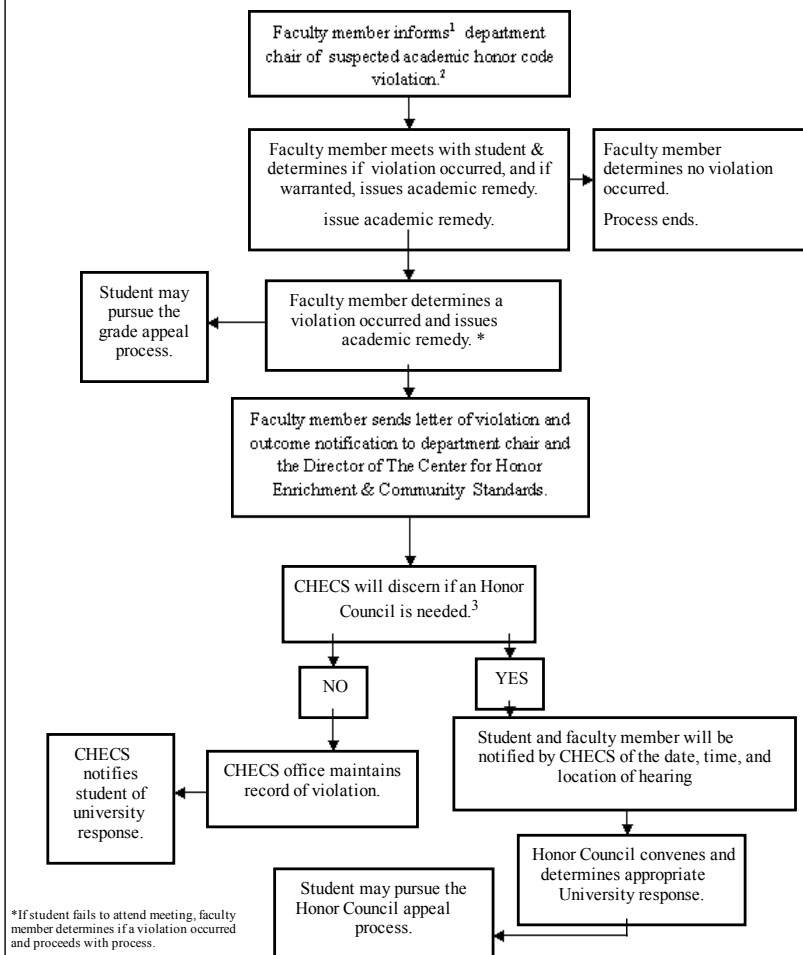 Faculty member informs¹ department
chair of suspected academic honor code
violation.²
Faculty member meets with student &
determines if violation occurred, and if
warranted, issues academic remedy.
issue academic remedy.
Faculty member
determines no violation
occurred.
Process ends.
Student may
pursue the
grade appeal
process.
Faculty member determines a
violation occurred and issues
academic remedy. *
Faculty member sends letter of violation and
outcome notification to department chair and
the Director of The Center for Honor
Enrichment & Community Standards.
CHECS will discern if an Honor
Council is needed.³
NO
YES
CHECS
notifies
student of
university
response.
CHECS office maintains
record of violation.
Student and faculty member will be
notified by CHECS of the date, time, and
location of hearing
Honor Council convenes and
determines appropriate
University response.
Student may pursue the
Honor Council appeal
process.
*If student fails to attend meeting, faculty
member determines if a violation occurred
and proceeds with process.